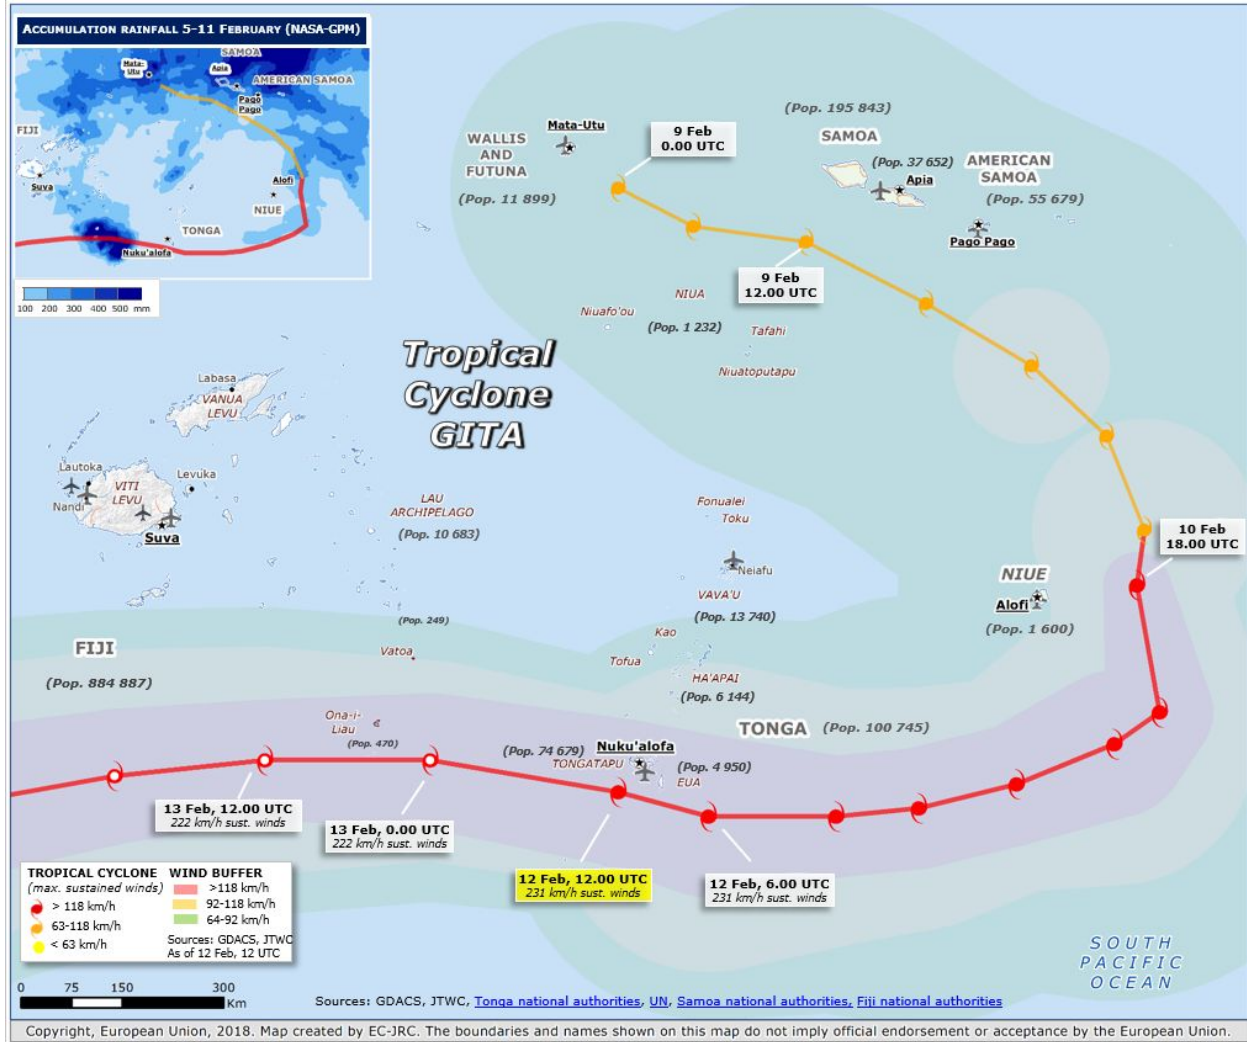 ACCUMULATION RAINFALL 5-11 FEBRUARY (NASA-GPM)
SAMOA
Mata-
Utu
Apia
AMERICAN SAMOA
Pago
Pago
FIJI
Suva
Alofi
NIUE
TONGA
Nuku'alofa
100 200 300 400 500 mm
WALLIS
AND
FUTUNA
(Pop. 11 899)
Mata-Utu
9 Feb
0.00 UTC
(Pop. 195 843)
SAMOA
(Pop. 37 652)
Apia
AMERICAN
SAMOA
(Pop. 55 679)
Pago Pago
9 Feb
12.00 UTC
NIUA
Niuafo'ou
(Pop. 1 232)
Tafahi
Niuatoputapu
Tropical
Cyclone
GITA
Labasa
VANUA
LEVU
Lautoka
VITI
LEVU
Levuka
Nandi
Suva
LAU
ARCHIPELAGO
(Pop. 10 683)
Fonualei
Toku
Neiafu
VAVA'U
(Pop. 13 740)
10 Feb
18.00 UTC
NIUE
Alofi
(Pop. 1 600)
(Pop. 249)
Vatoa
Kao
Tofua
HA'APAI
(Pop. 6 144)
FIJI
(Pop. 884 887)
Ona-i-
Liau
(Pop. 470)
TONGA (Pop. 100 745)
(Pop. 74 679)
Nuku'alofa
TONGATAPU
(Pop. 4 950)
EUA
13 Feb, 12.00 UTC
222 km/h sust. winds
13 Feb, 0.00 UTC
222 km/h sust. winds
12 Feb, 12.00 UTC
231 km/h sust. winds
12 Feb, 6.00 UTC
231 km/h sust. winds
TROPICAL CYCLONE
(max. sustained winds)
> 118 km/h
63-118 km/h
< 63 km/h
WIND BUFFER
>118 km/h
92-118 km/h
64-92 km/h
Sources: GDACS, JTWC
As of 12 Feb, 12 UTC
SOUTH
PACIFIC
OCEAN
0 75 150 300
Km
Sources: GDACS, JTWC, Tonga national authorities, UN, Samoa national authorities, Fiji national authorities
Copyright, European Union, 2018. Map created by EC-JRC. The boundaries and names shown on this map do not imply official endorsement or acceptance by the European Union.